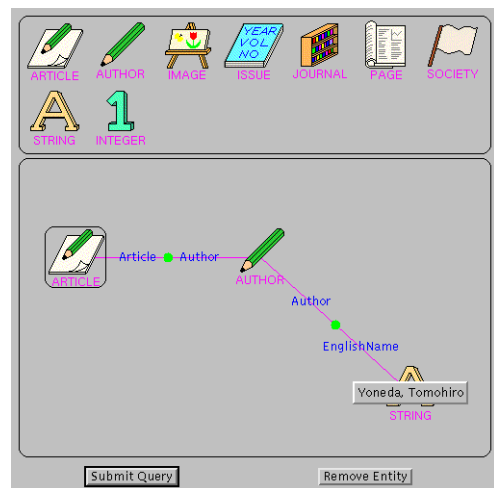 YEAR
VOL
NO
ARTICLE AUTHOR IMAGE ISSUE JOURNAL PAGE SOCIETY
A 1
STRING INTEGER
Article Author
ARTICLE
AUTHOR
Author
EnglishName
A
Yoneda, Tomohiro
STRING
Submit Query Remove Entity